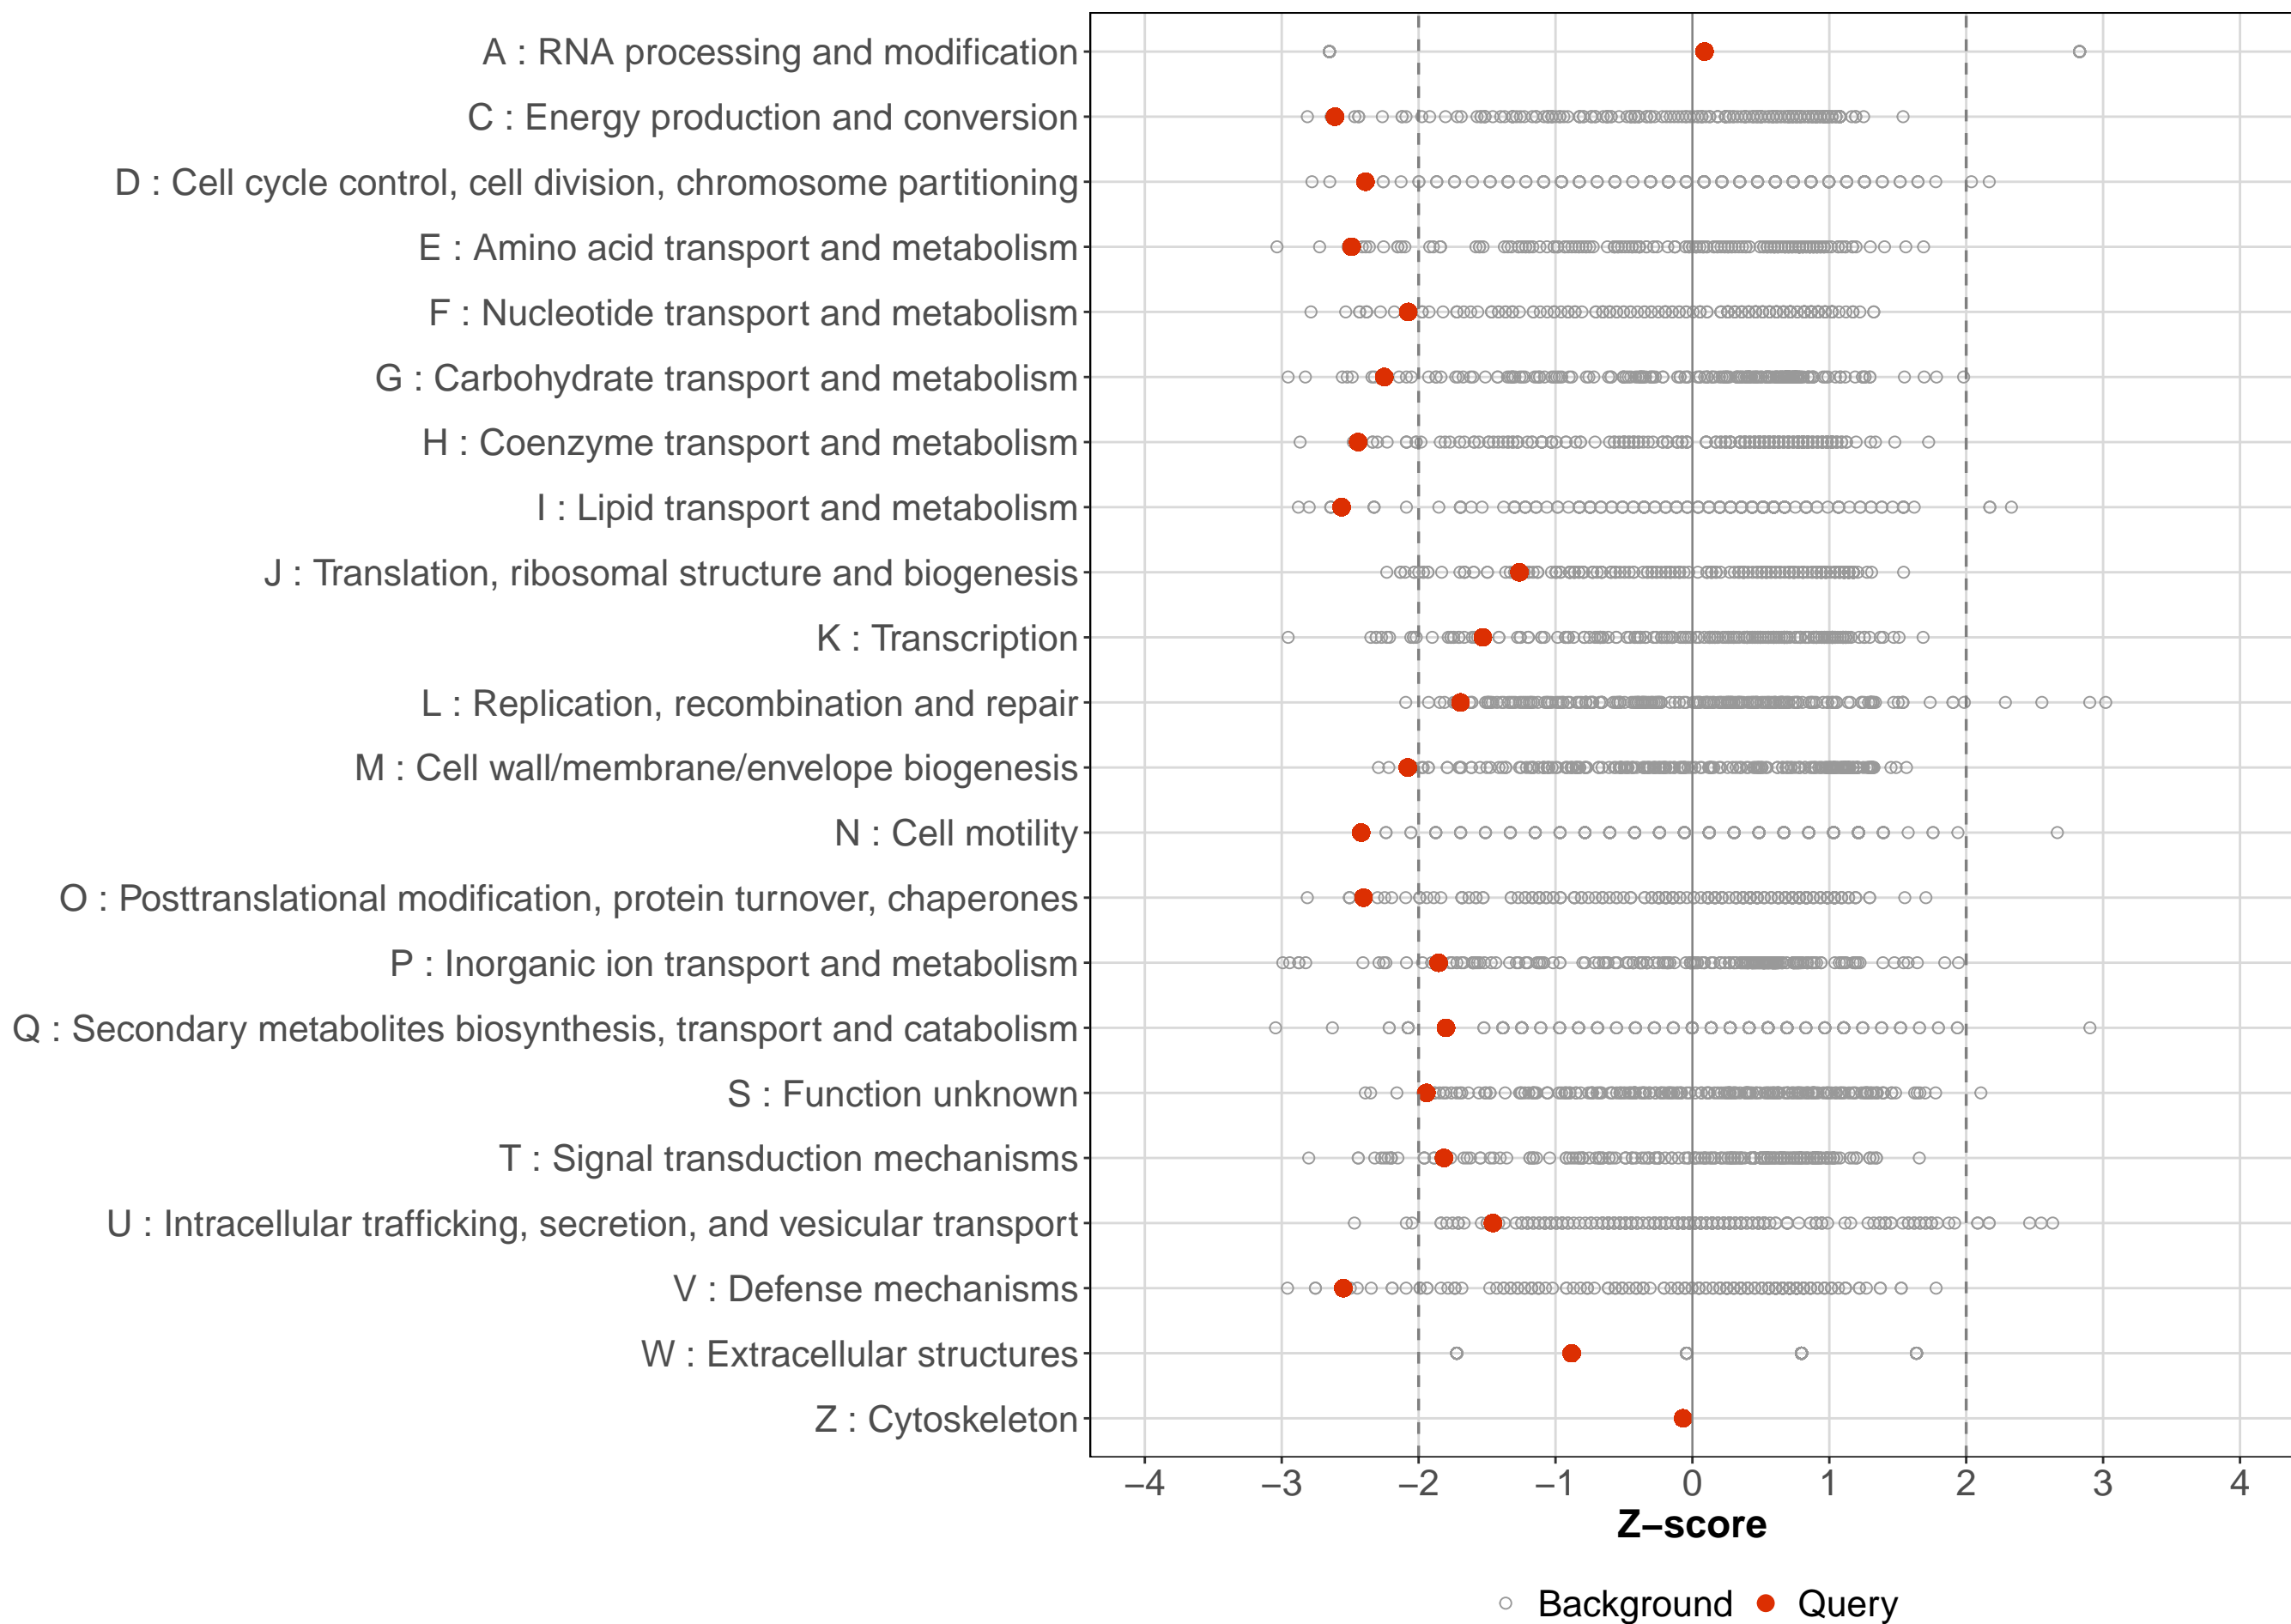 A : RNA processing and modification
C : Energy production and conversion
D : Cell cycle control, cell division, chromosome partitioning
E : Amino acid transport and metabolism
F : Nucleotide transport and metabolism
G : Carbohydrate transport and metabolism
H : Coenzyme transport and metabolism
I : Lipid transport and metabolism
J : Translation, ribosomal structure and biogenesis
K : Transcription
L : Replication, recombination and repair
M : Cell wall/membrane/envelope biogenesis
N : Cell motility
O : Posttranslational modification, protein turnover, chaperones
P : Inorganic ion transport and metabolism
Q : Secondary metabolites biosynthesis, transport and catabolism
S : Function unknown
T : Signal transduction mechanisms
U : Intracellular trafficking, secretion, and vesicular transport
V : Defense mechanisms
W : Extracellular structures
Z : Cytoskeleton
−4 −3 −2 −1 0 1 2 3 4
Z−score
Background Query